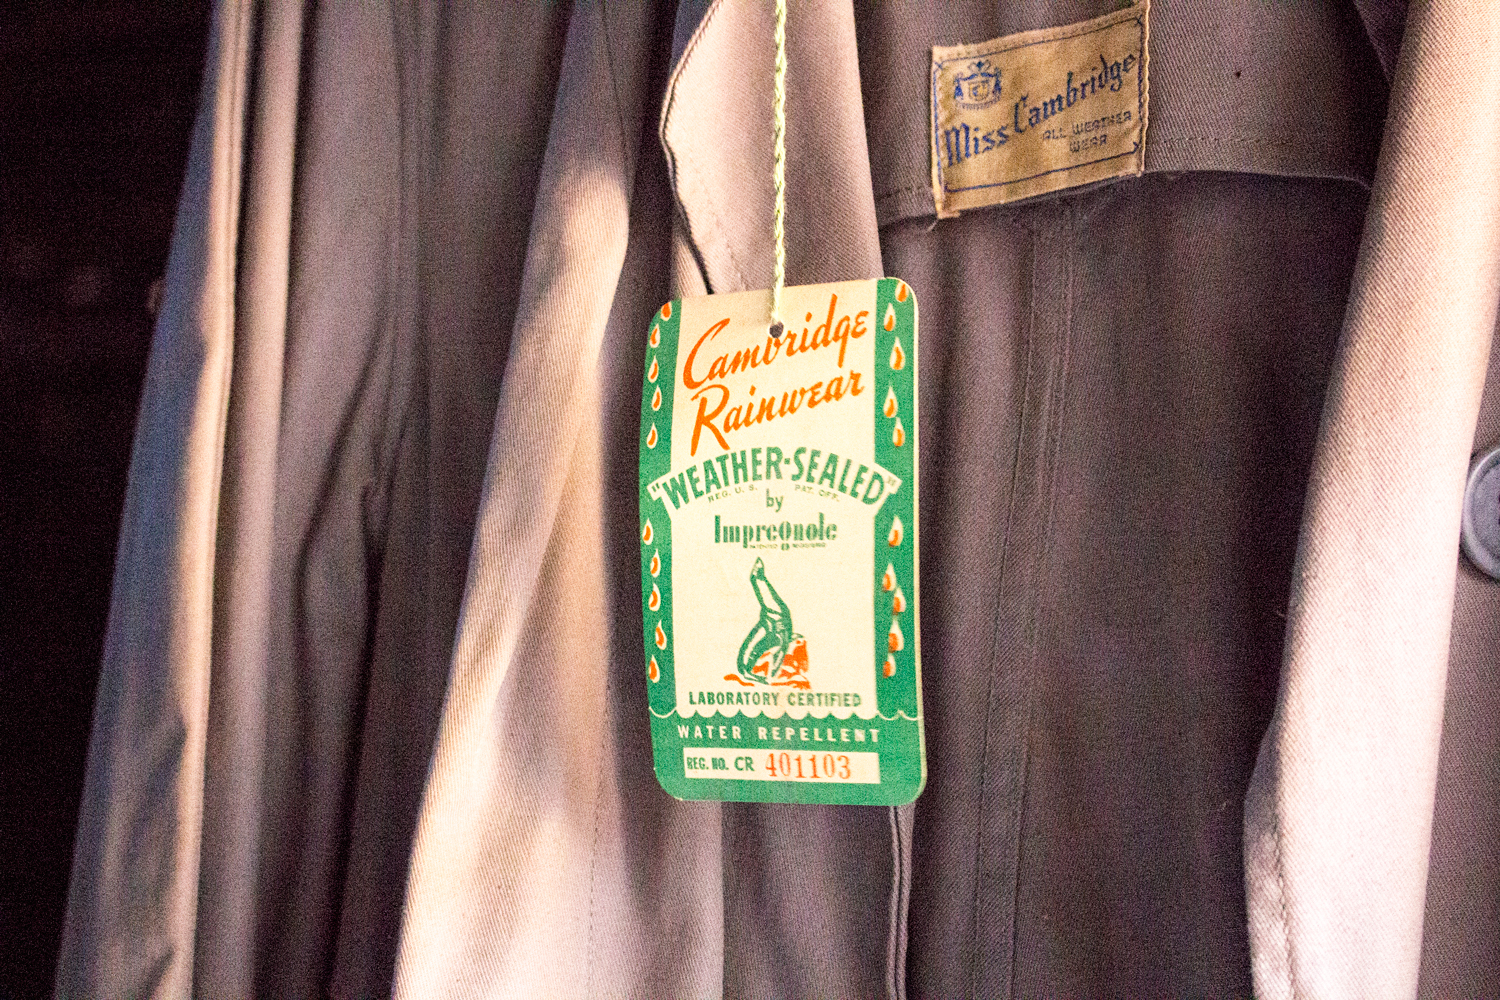 Miss Cambridge
ALL WEATHER
WEAR
Cambridge
Rainwear
"WEATHER-SEALED"
REG. U. S. PAT. OFF.
by
Impregnole
LABORATORY CERTIFIED
WATER REPELLENT
REG. NO. CR 401103